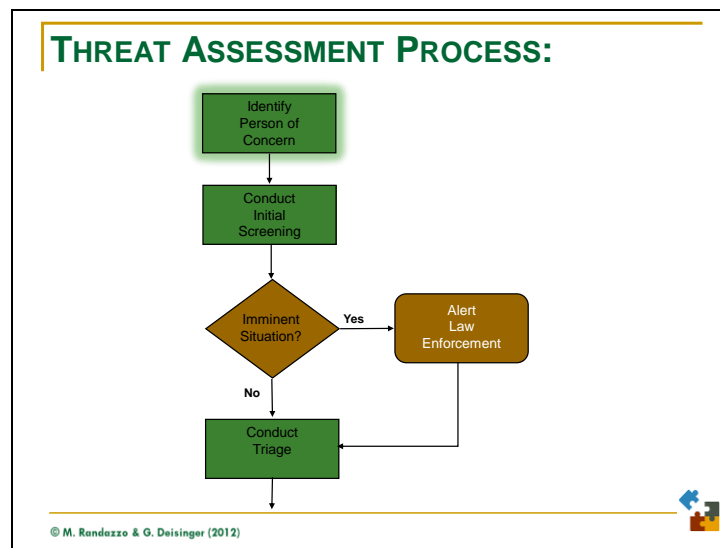 THREAT ASSESSMENT PROCESS:
Identify
Person of
Concern
Conduct
Initial
Screening
Imminent
Situation?
Yes
Alert
Law
Enforcement
No
Conduct
Triage
© M. Randazzo & G. Deisinger (2012)